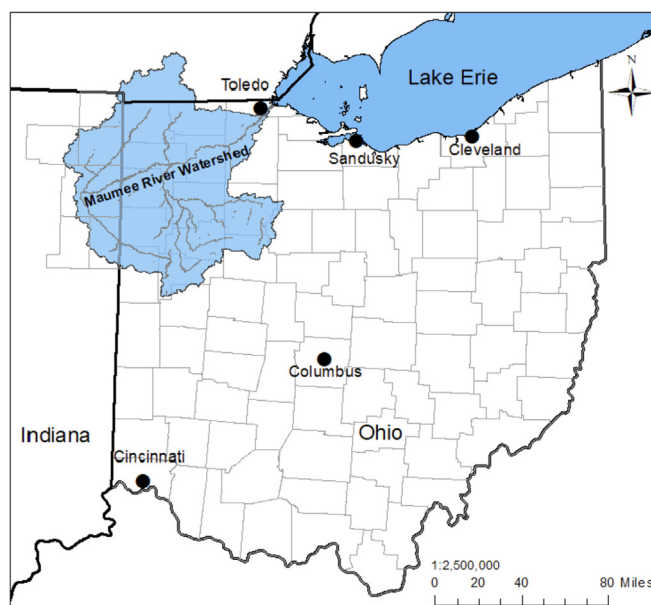 Lake Erie
N
Toledo
Sandusky
Cleveland
Maumee River Watershed
Columbus
Indiana
Ohio
Cincinnati
1:2,500,000
0 20 40 80 Miles